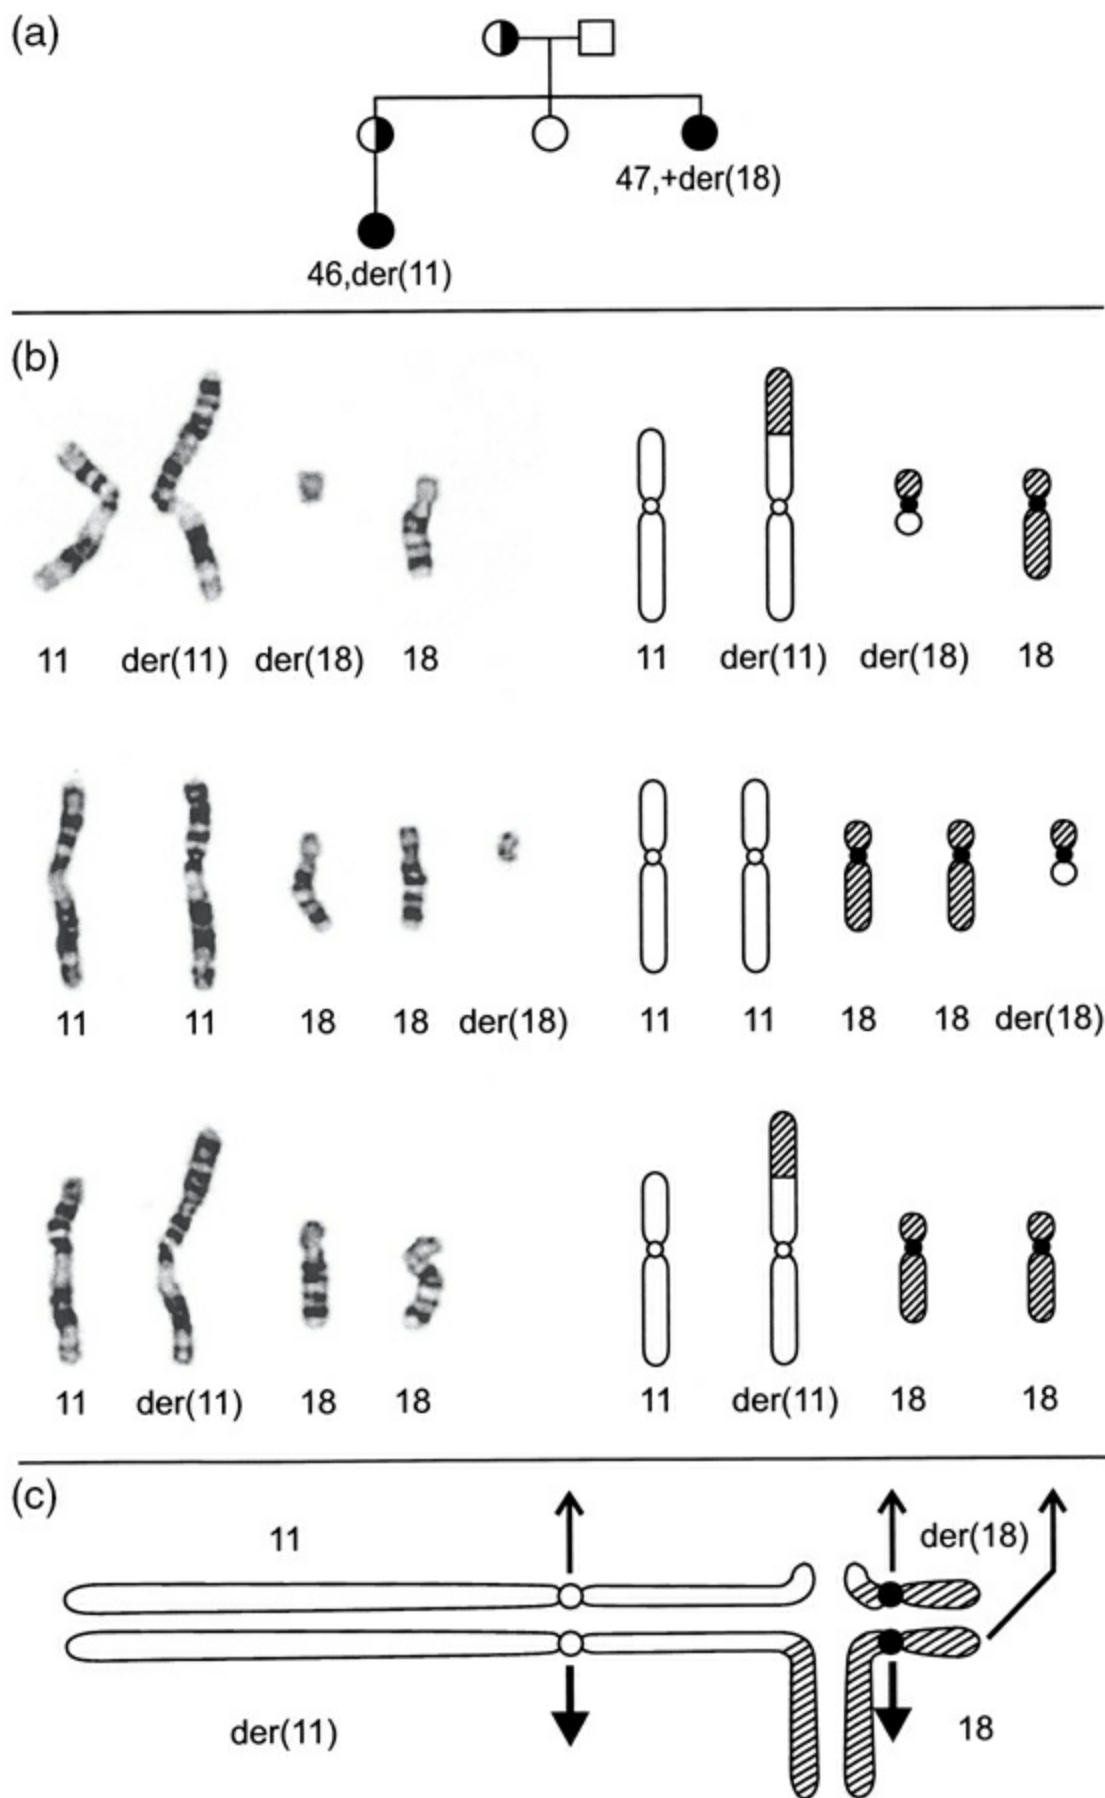 (a)
47,+der(18)
46,der(11)
(b)
11 der(11) der(18) 18 11 der(11) der(18) 18
11 11 18 18 der(18) 11 11 18 18 der(18)
11 der(11) 18 18 11 der(11) 18 18
(c)
11 der(18)
der(11) 18